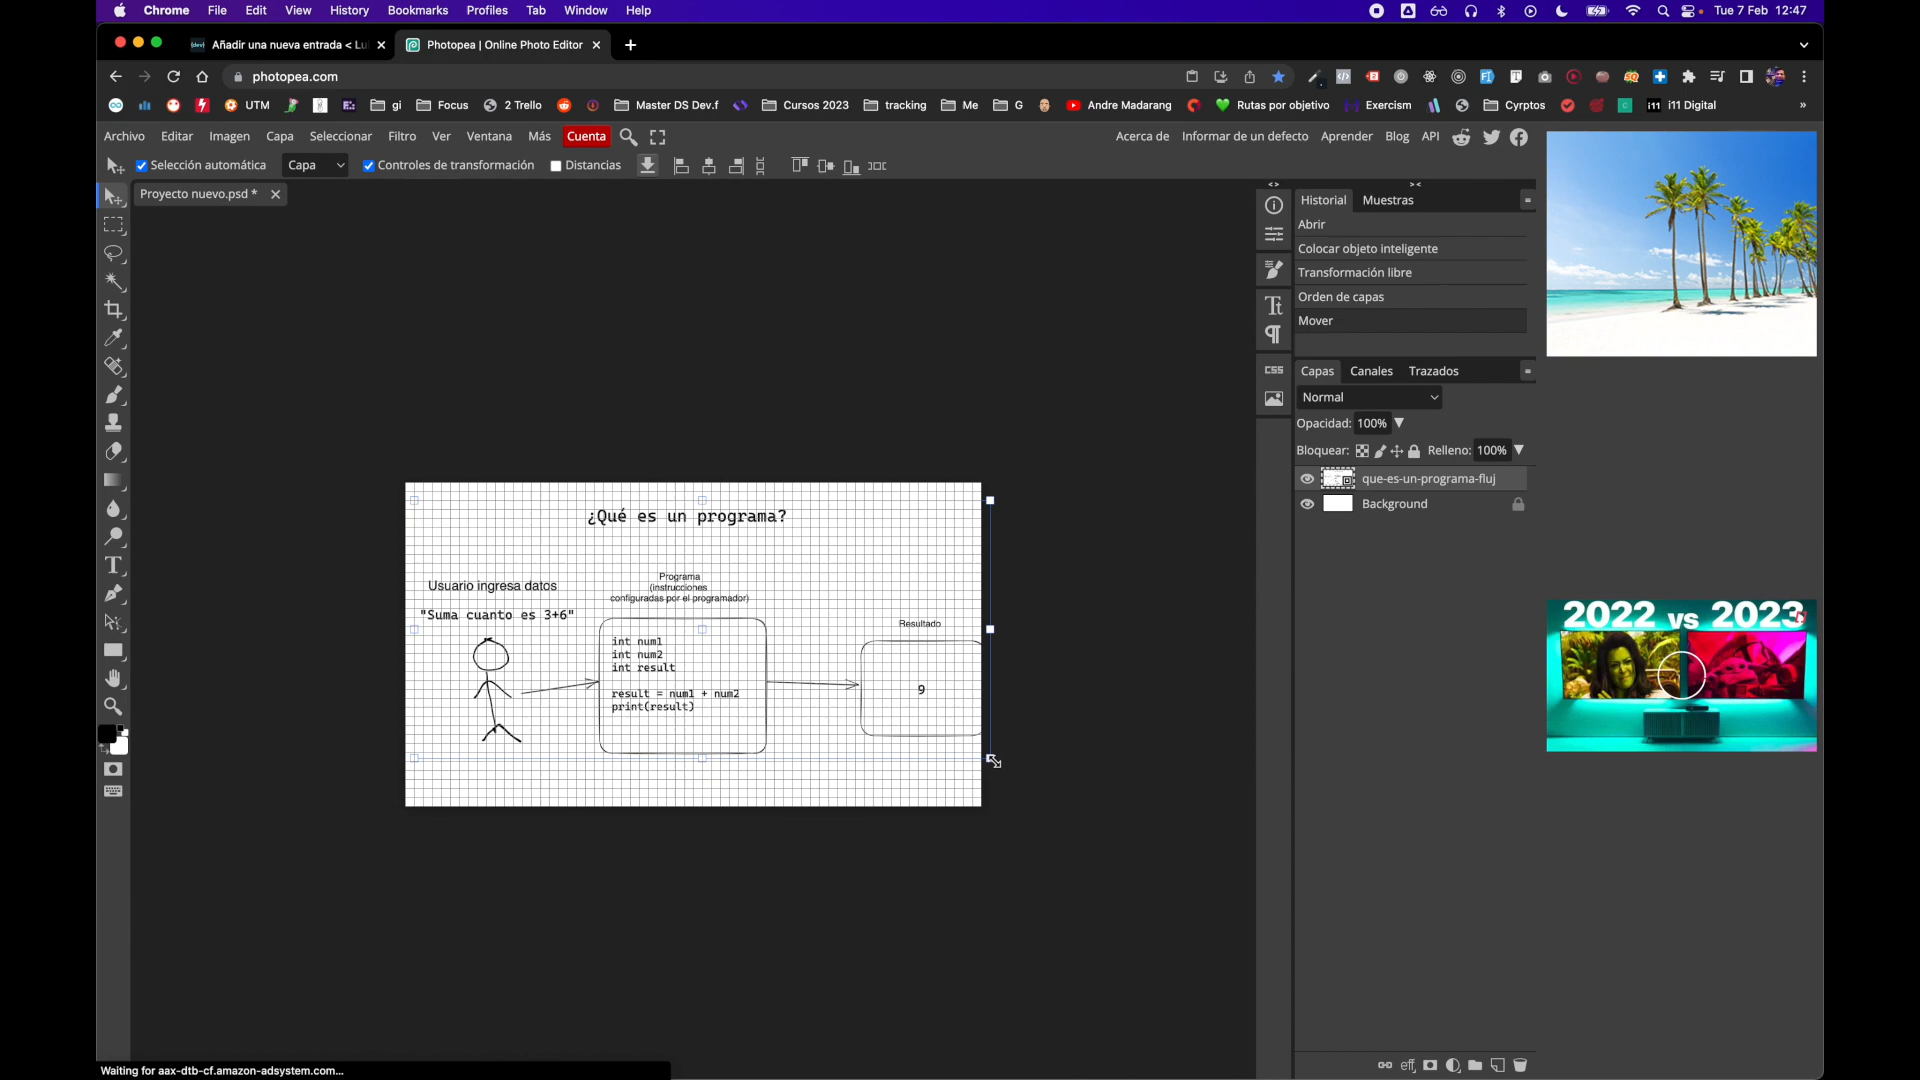 Chrome File Edit View History Bookmarks Profiles Tab Window Help Tue 7 Feb 12:47
Añadir una nueva entrada < Lu Photopea | Online Photo Editor
photopea.com
UTM gi Focus 2 Trello Master DS Dev.f Cursos 2023 tracking Me G Andre Madarang Rutas por objetivo Exercism Cyrptos i11 i11 Digital »
Archivo Editar Imagen Capa Seleccionar Filtro Ver Ventana Más Cuenta Acerca de Informar de un defecto Aprender Blog API
Selección automática Capa Controles de transformación Distancias
Proyecto nuevo.psd *
Historial Muestras
Abrir
Colocar objeto inteligente
Transformación libre
Orden de capas
Mover
CSS
Capas Canales Trazados
Normal
Opacidad: 100%
Bloquear: Relleno: 100%
que-es-un-programa-fluj
Background
¿Qué es un programa?
Usuario ingresa datos
"Suma cuanto es 3+6"
Programa
(instrucciones
configuradas por el programador)
int num1
int num2
int result
result = num1 + num2
print(result)
Resultado
9
2022 vs 2023
eff
Waiting for aax-dtb-cf.amazon-adsystem.com...